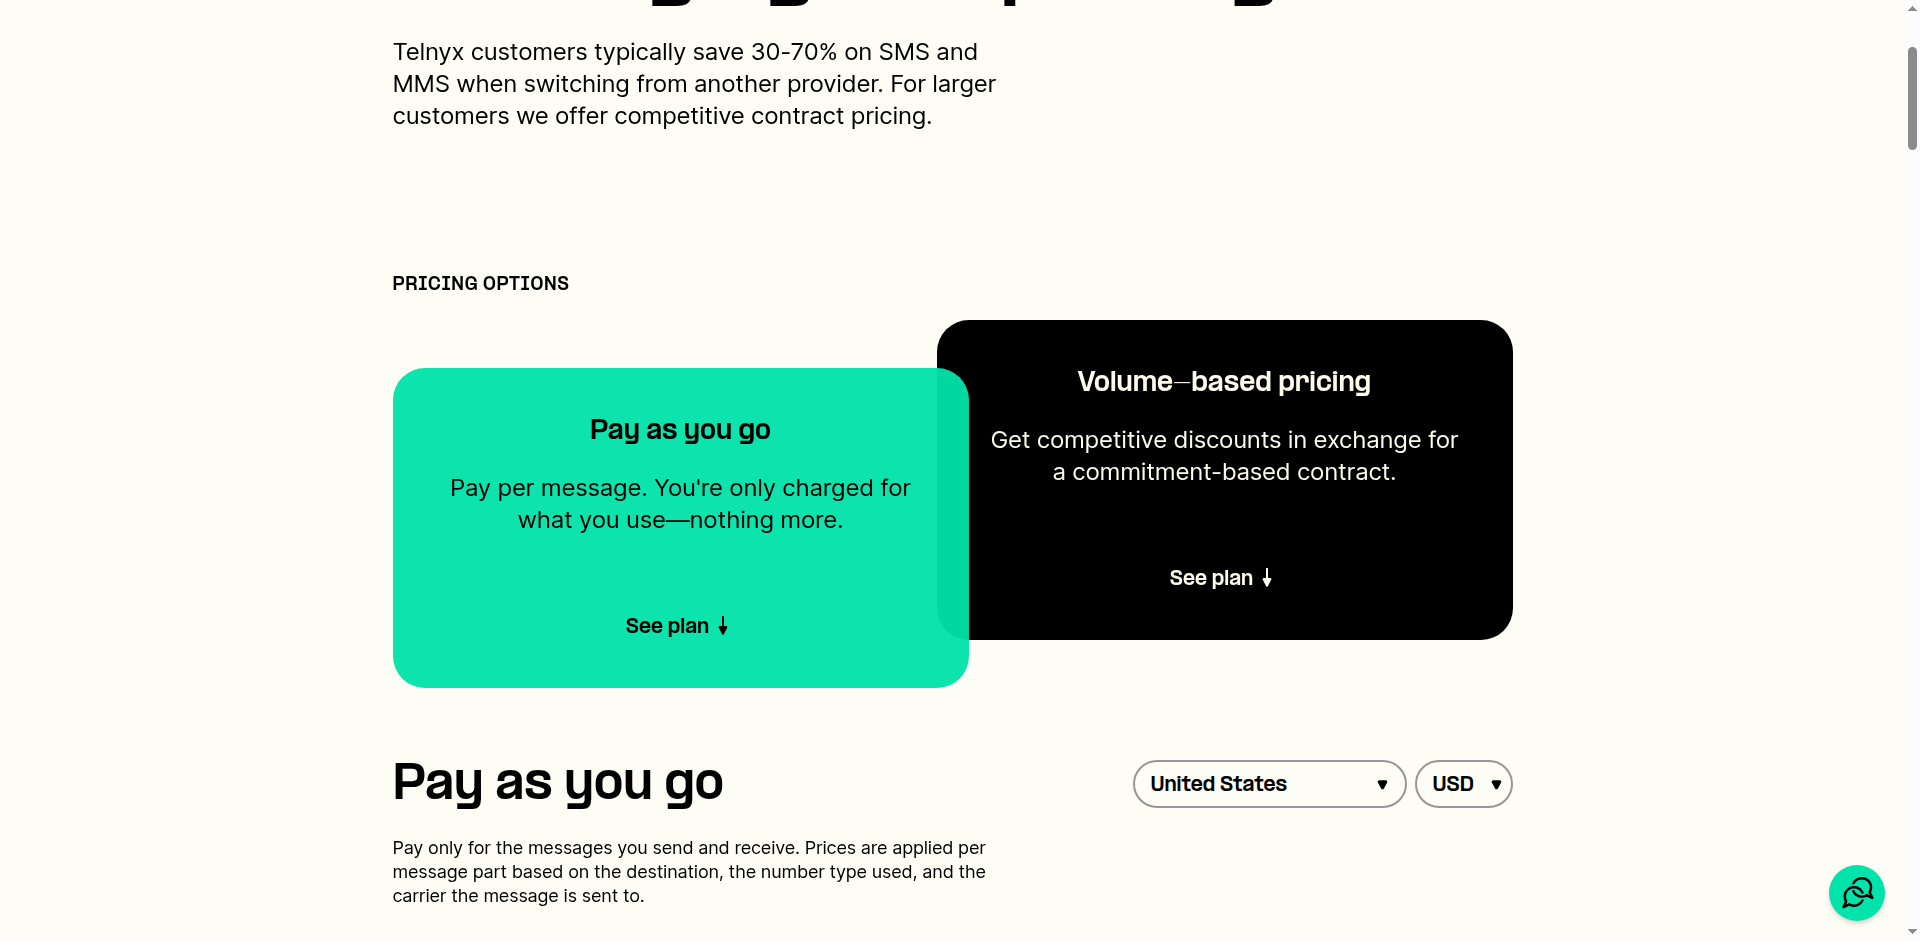 Telnyx customers typically save 30-70% on SMS and
MMS when switching from another provider. For larger
customers we offer competitive contract pricing.
PRICING OPTIONS
Pay as you go
Pay per message. You're only charged for
what you use—nothing more.
See plan
Volume–based pricing
Get competitive discounts in exchange for
a commitment-based contract.
See plan
Pay as you go
United States
USD
Pay only for the messages you send and receive. Prices are applied per
message part based on the destination, the number type used, and the
carrier the message is sent to.